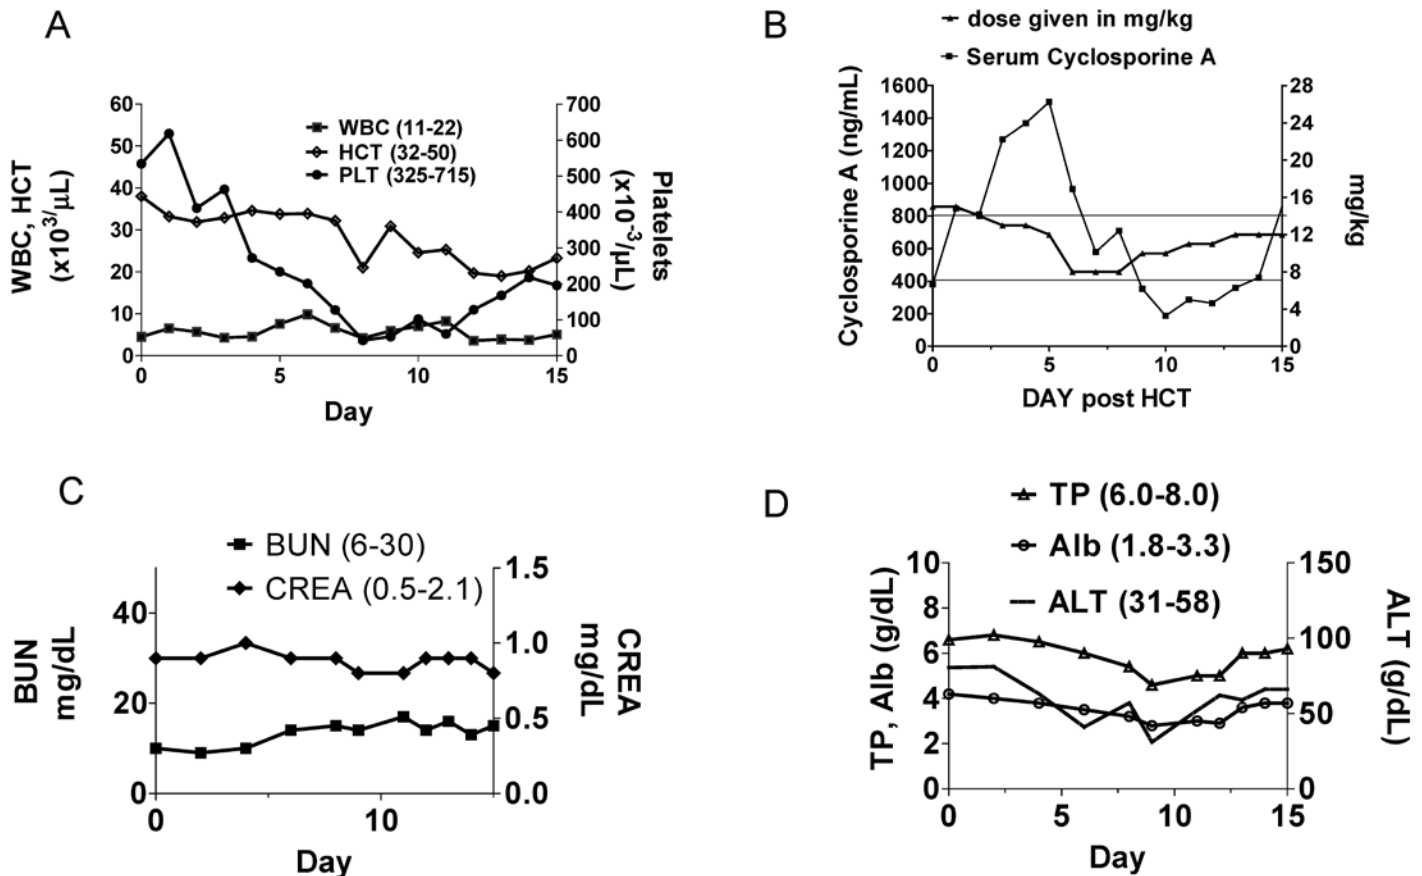 A
WBC, HCT
(x10³/µL)
60
50
40
30
20
10
0
WBC (11-22)
HCT (32-50)
PLT (325-715)
700
600
500
400
300
200
100
0
Platelets
(x10⁻³/µL)
0
5
10
15
Day
B
dose given in mg/kg
Serum Cyclosporine A
Cyclosporine A (ng/mL)
1600
1400
1200
1000
800
600
400
200
0
28
24
20
16
12
8
4
0
mg/kg
0
5
10
15
DAY post HCT
C
BUN (6-30)
CREA (0.5-2.1)
BUN
mg/dL
40
20
0
1.5
1.0
0.5
0.0
CREA
mg/dL
0
10
Day
D
TP (6.0-8.0)
Alb (1.8-3.3)
ALT (31-58)
TP, Alb (g/dL)
10
8
6
4
2
0
150
100
50
0
ALT (g/dL)
0
5
10
15
Day